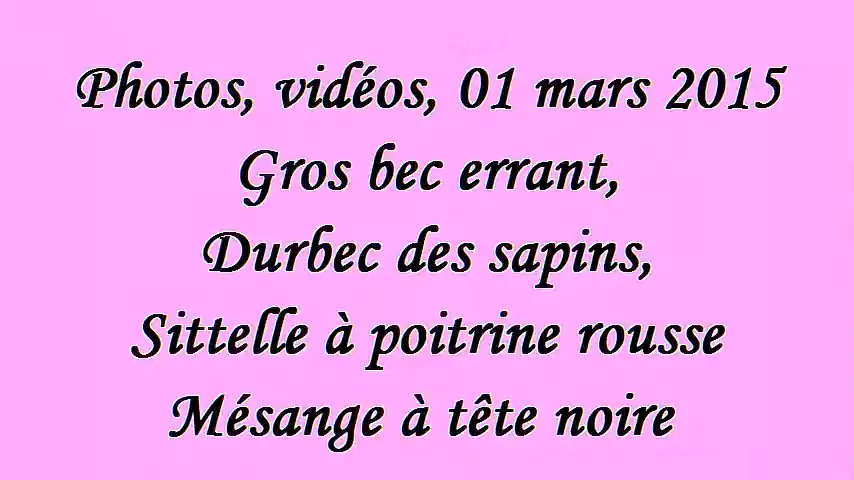 Photos, vidéos, 01 mars 2015
Gros bec errant,
Durbec des sapins,
Sittelle à poitrine rousse
Mésange à tête noire